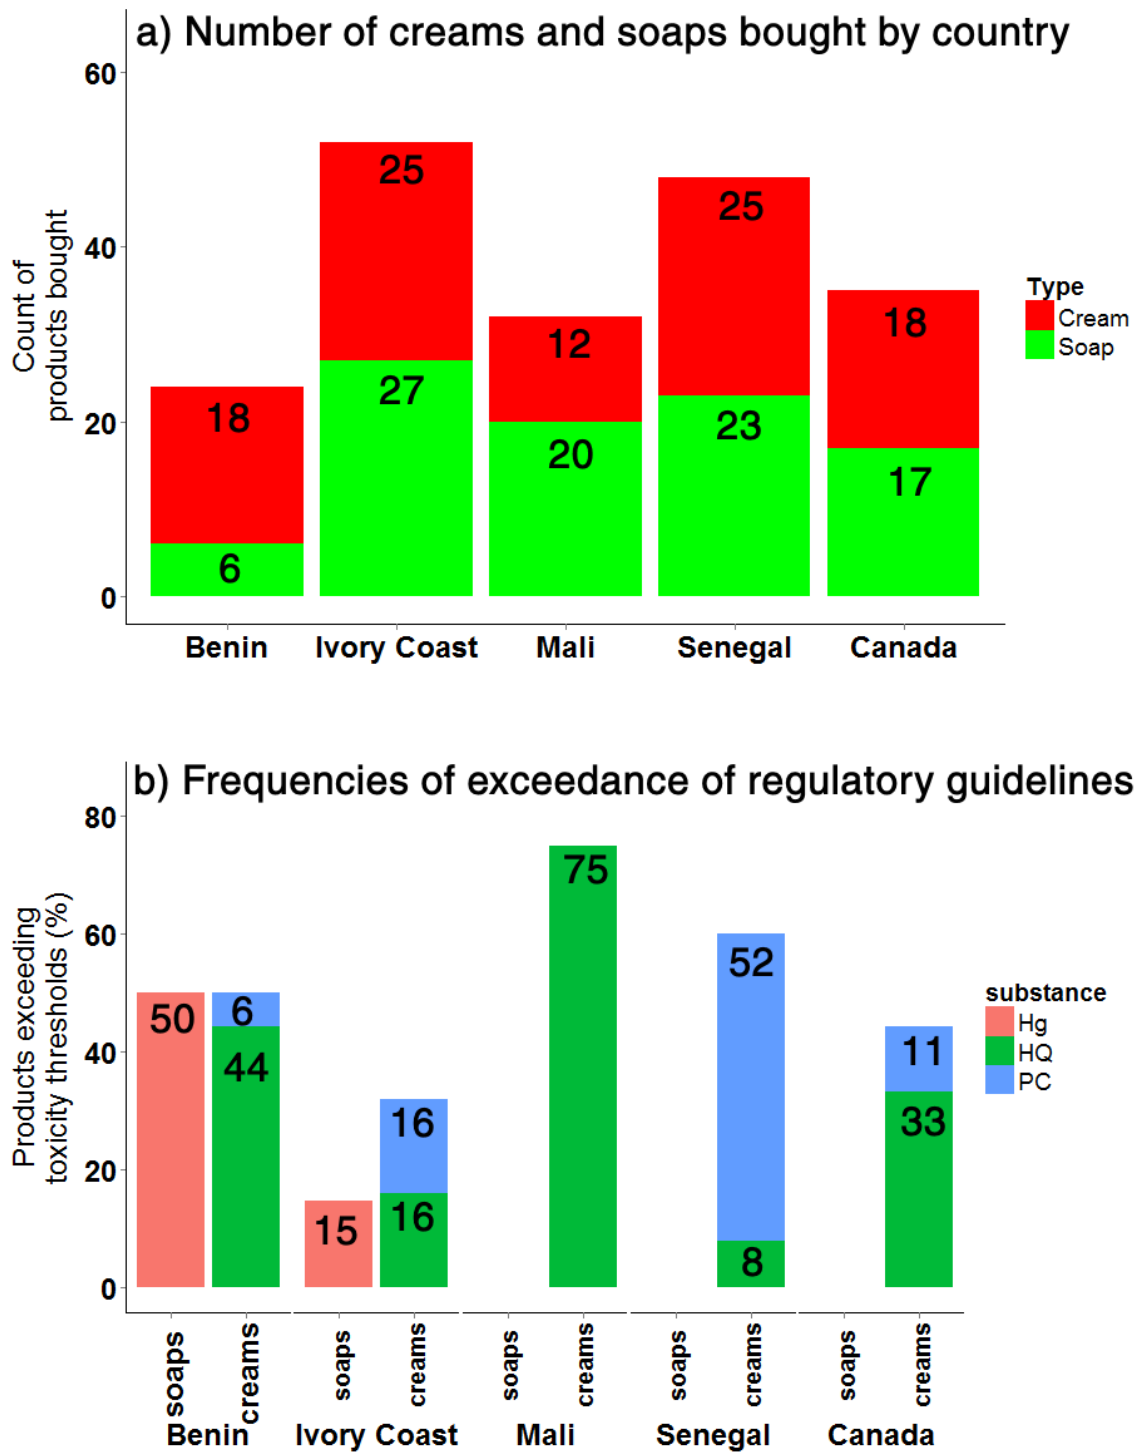 a) Number of creams and soaps bought by country
Count of
products bought
60
40
20
0
25
27
18
6
12
20
25
23
18
17
Benin
Ivory Coast
Mali
Senegal
Canada
Type
Cream
Soap
b) Frequencies of exceedance of regulatory guidelines
Products exceeding
toxicity thresholds (%)
80
60
40
20
0
50
6
44
15
16
16
75
52
8
11
33
soaps
creams
soaps
creams
soaps
creams
soaps
creams
soaps
creams
Benin
Ivory Coast
Mali
Senegal
Canada
substance
Hg
HQ
PC